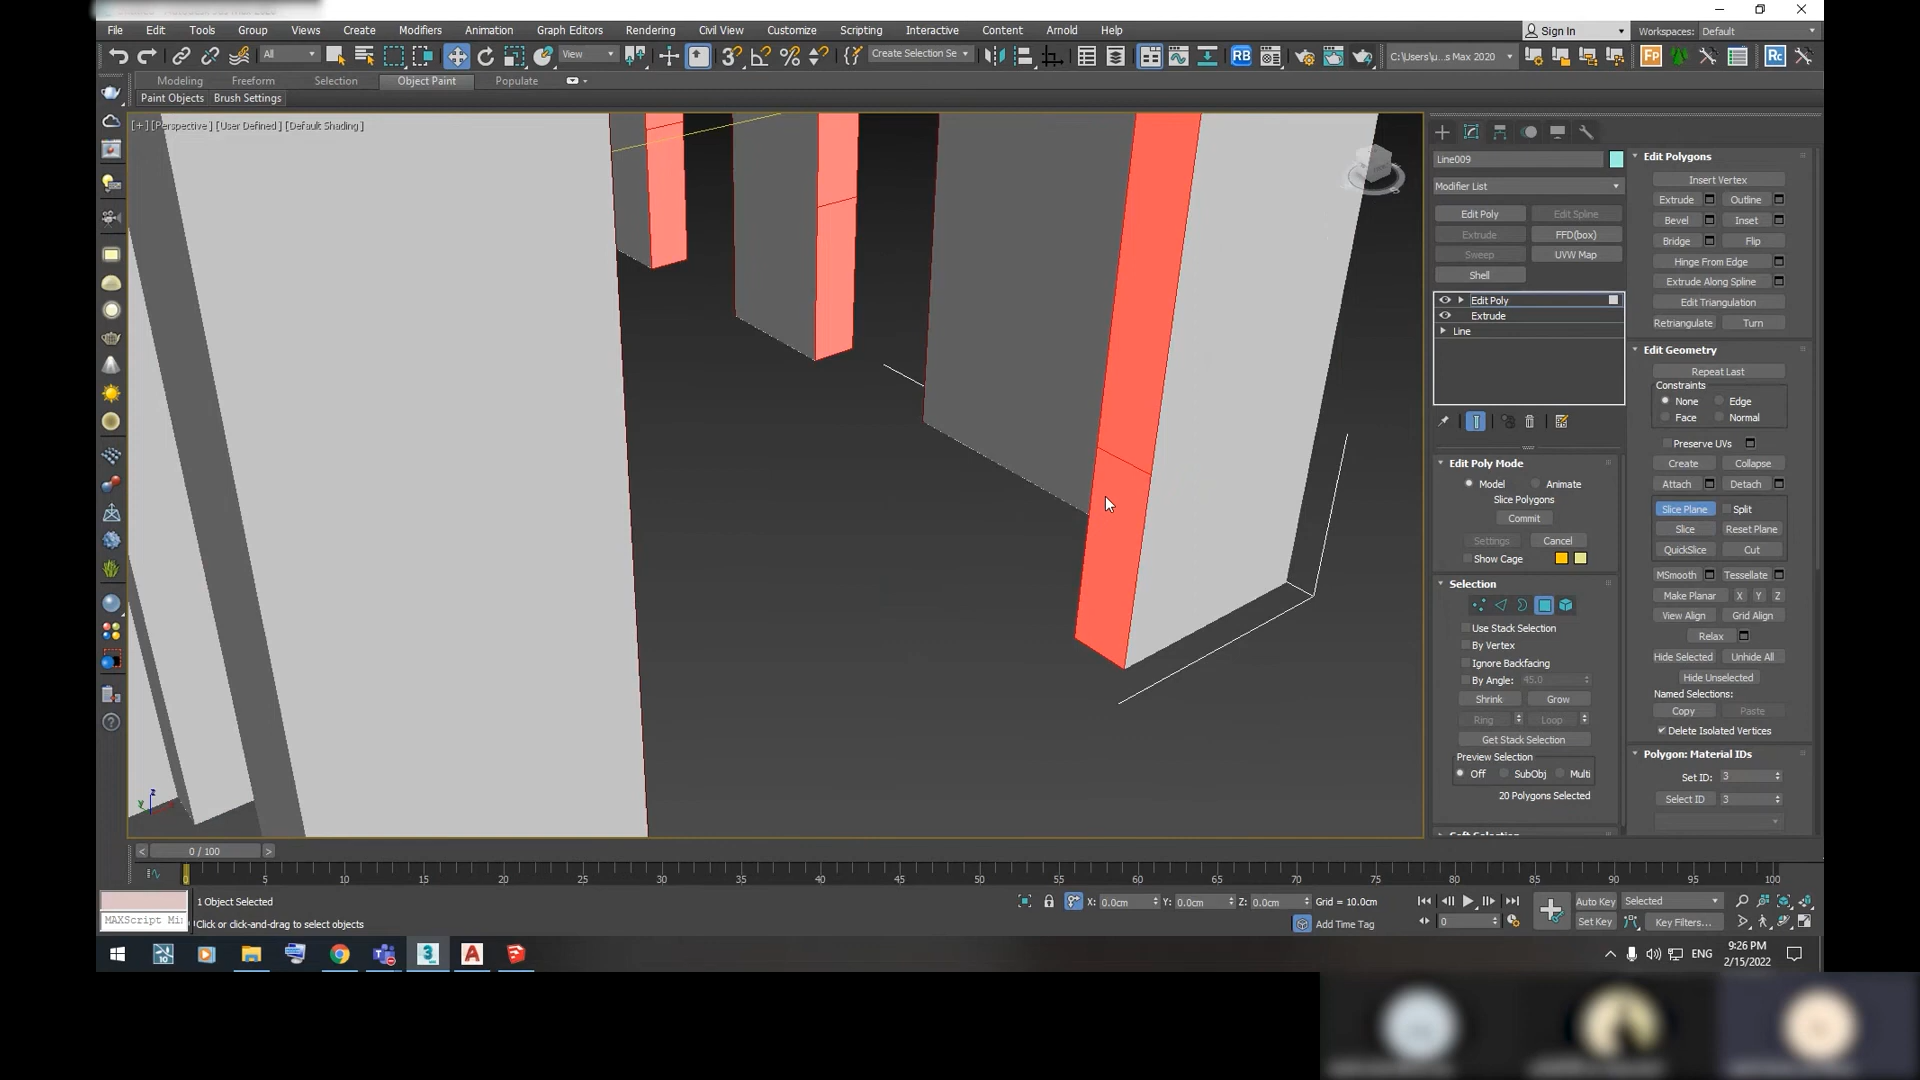 File Edit Tools Group Views Create Modifiers Animation Graph Editors Rendering Civil View Customize Scripting Interactive Content Arnold Help
Sign In Workspaces: Default
All View Create Selection Se C:\Users\u...s Max 2020
Modeling Freeform Selection Object Paint Populate
Paint Objects Brush Settings
[+] [Perspective ] [User Defined ] [Default Shading ]
Line009
Modifier List
Edit Poly Edit Spline
Extrude FFD(box)
Sweep UVW Map
Shell
Edit Poly
Extrude
Line
Edit Poly Mode
Model Animate
Slice Polygons
Commit
Settings Cancel
Show Cage
Selection
Use Stack Selection
By Vertex
Ignore Backfacing
By Angle: 45.0
Shrink Grow
Ring Loop
Get Stack Selection
Preview Selection
Off SubObj Multi
20 Polygons Selected
Edit Polygons
Insert Vertex
Extrude Outline
Bevel Inset
Bridge Flip
Hinge From Edge
Extrude Along Spline
Edit Triangulation
Retriangulate Turn
Edit Geometry
Repeat Last
Constraints
None Edge
Face Normal
Preserve UVs
Create Collapse
Attach Detach
Slice Plane Split
Slice Reset Plane
QuickSlice Cut
MSmooth Tessellate
Make Planar X Y Z
View Align Grid Align
Relax
Hide Selected Unhide All
Hide Unselected
Named Selections:
Copy Paste
Delete Isolated Vertices
Polygon: Material IDs
Set ID: 3
Select ID 3
z
y
< 0 / 100 >
0 5 10 15 20 25 30 35 40 45 50 55 60 65 70 75 80 85 90 95 100
1 Object Selected X: 0.0cm Y: 0.0cm Z: 0.0cm Grid = 10.0cm Auto Key Selected
MAXScript Mi Click or click-and-drag to select objects Add Time Tag 0 Set Key Key Filters...
ENG 9:26 PM
2/15/2022